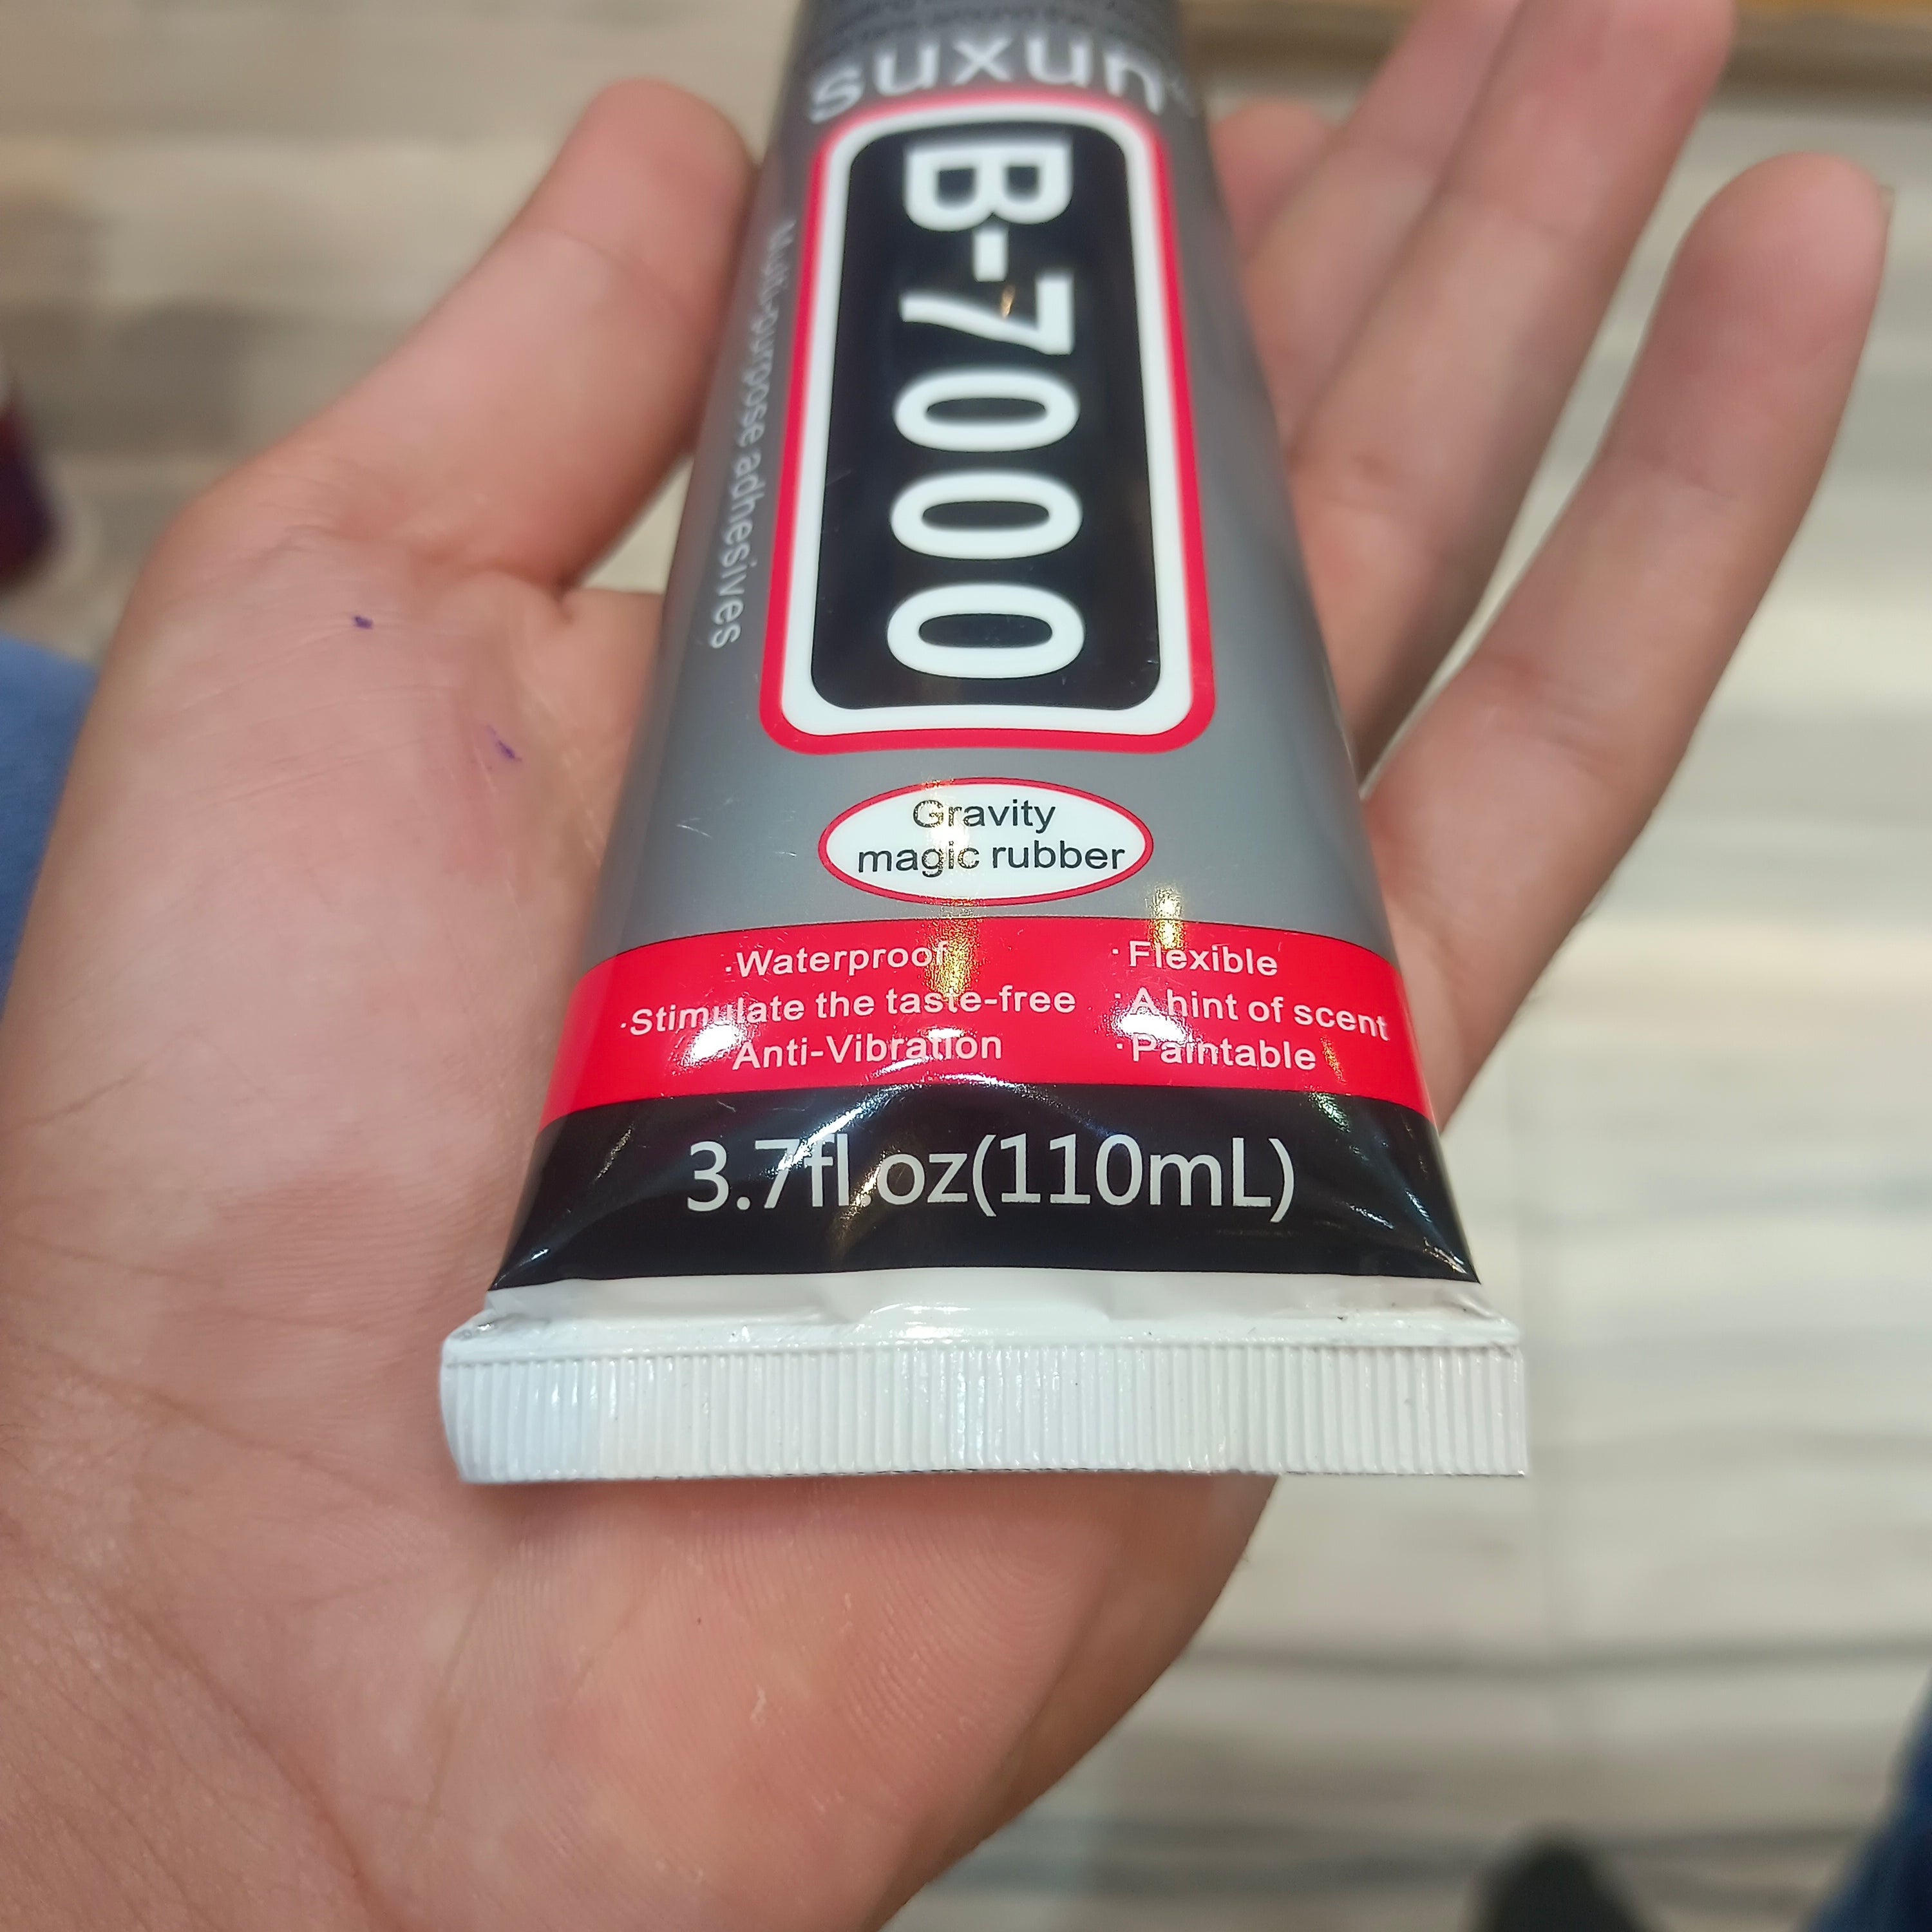 suxun
B-7000
Multi-purpose adhesives
Gravity
magic rubber
·Waterproof
·Flexible
·Stimulate the taste-free
·A hint of scent
Anti-Vibration
·Paintable
3.7fl.oz(110mL)